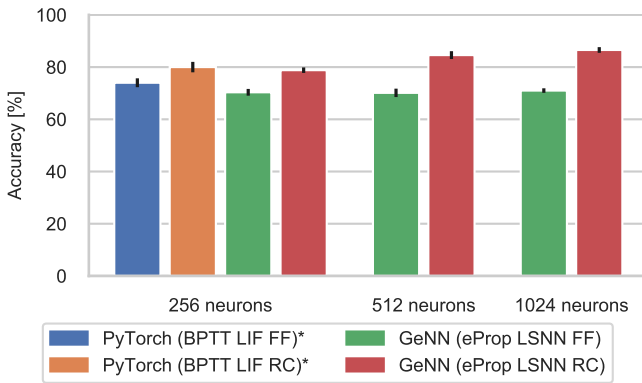 100
80
60
40
20
0
Accuracy [%]
256 neurons
512 neurons
1024 neurons
PyTorch (BPTT LIF FF)*
PyTorch (BPTT LIF RC)*
GeNN (eProp LSNN FF)
GeNN (eProp LSNN RC)